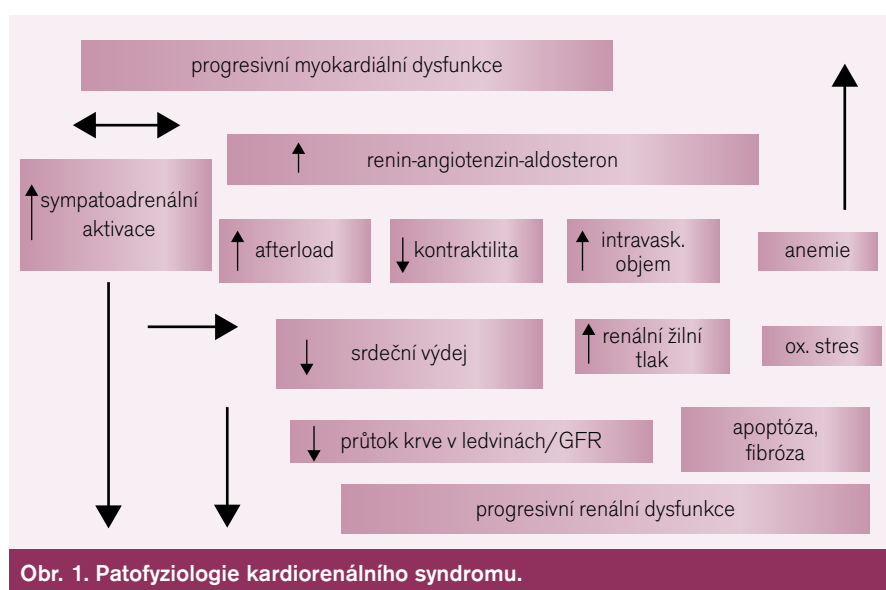 progresivní myokardiální dysfunkce
renin-angiotenzin-aldosteron
sympatoadrenální
aktivace
afterload
kontraktilita
intravask.
objem
anemie
srdeční výdej
renální žilní
tlak
ox. stres
průtok krve v ledvinách/GFR
apoptóza,
fibróza
progresivní renální dysfunkce
Obr. 1. Patofyziologie kardiorenálního syndromu.